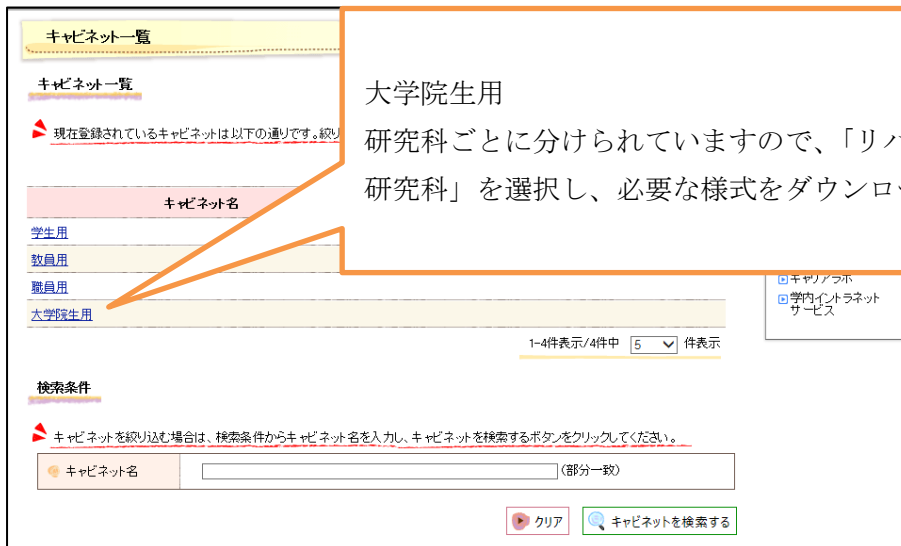 キャビネット一覧
キャビネット一覧
現在登録されているキャビネットは以下の通りです。絞り
大学院生用
研究科ごとに分けられていますので、「リハ
研究科」を選択し、必要な様式をダウンロ
キャビネット名
学生用
教員用
職員用
大学院生用
キャリアラボ
学内イントラネット
サービス
1-4件表示/4件中 5 件表示
検索条件
キャビネットを絞り込む場合は、検索条件からキャビネット名を入力し、キャビネットを検索するボタンをクリックしてください。
キャビネット名 (部分一致)
クリア キャビネットを検索する